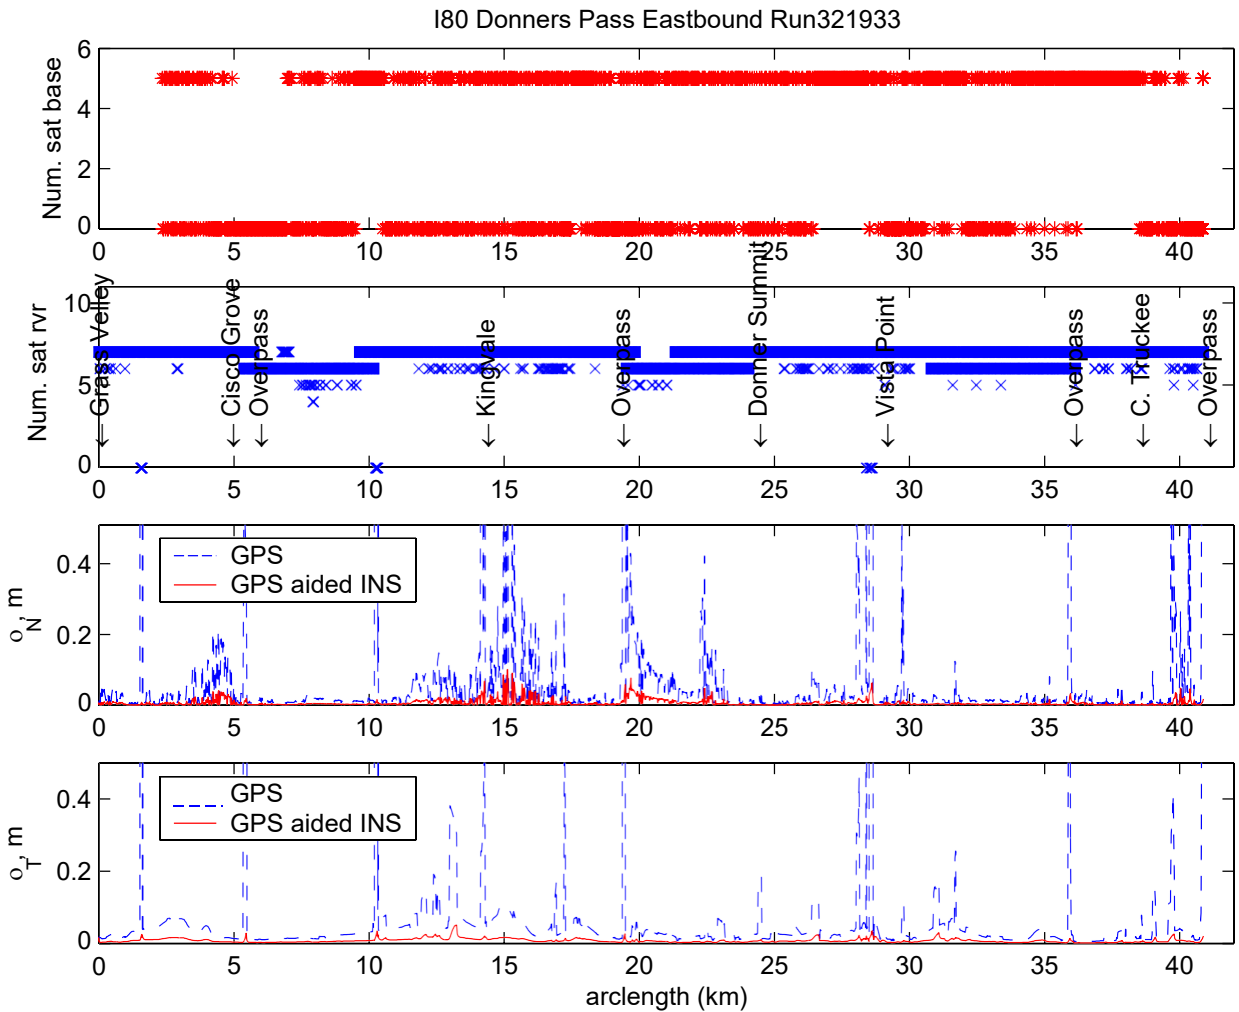 I80 Donners Pass Eastbound Run321933
Num. sat base
6
4
2
0
0 5 10 15 20 25 30 35 40
Num. sat rvr
10
5
0
Grass Velley
Cisco Grove
Overpass
Kingvale
Overpass
Donner Summit
Vista Point
Overpass
C. Truckee
Overpass
0 5 10 15 20 25 30 35 40
σN, m
0.4
0.2
0
GPS
GPS aided INS
0 5 10 15 20 25 30 35 40
σT, m
0.4
0.2
0
GPS
GPS aided INS
0 5 10 15 20 25 30 35 40
arclength (km)